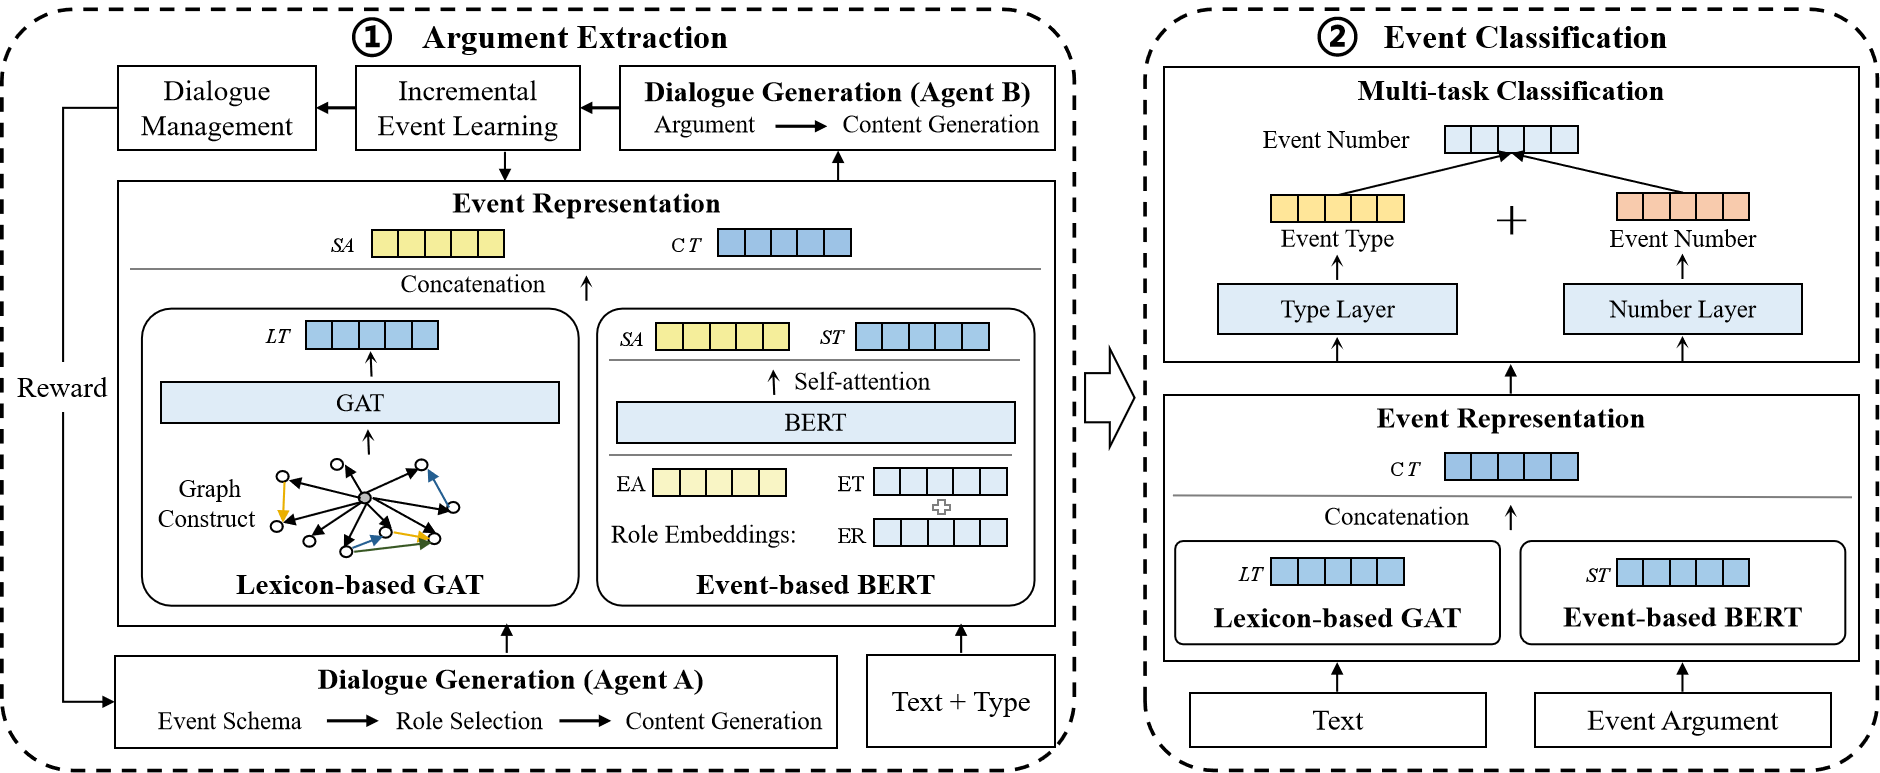 ① Argument Extraction
Dialogue
Management
Incremental
Event Learning
Dialogue Generation (Agent B)
Argument Content Generation
Event Representation
SA CT
Concatenation
LT
GAT
Graph
Construct
Lexicon-based GAT
SA ST
Self-attention
BERT
EA ET
Role Embeddings: ER
Event-based BERT
Reward
Dialogue Generation (Agent A)
Event Schema Role Selection Content Generation
Text + Type
② Event Classification
Multi-task Classification
Event Number
+
Event Type Event Number
Type Layer Number Layer
Event Representation
CT
Concatenation
LT
Lexicon-based GAT
ST
Event-based BERT
Text
Event Argument